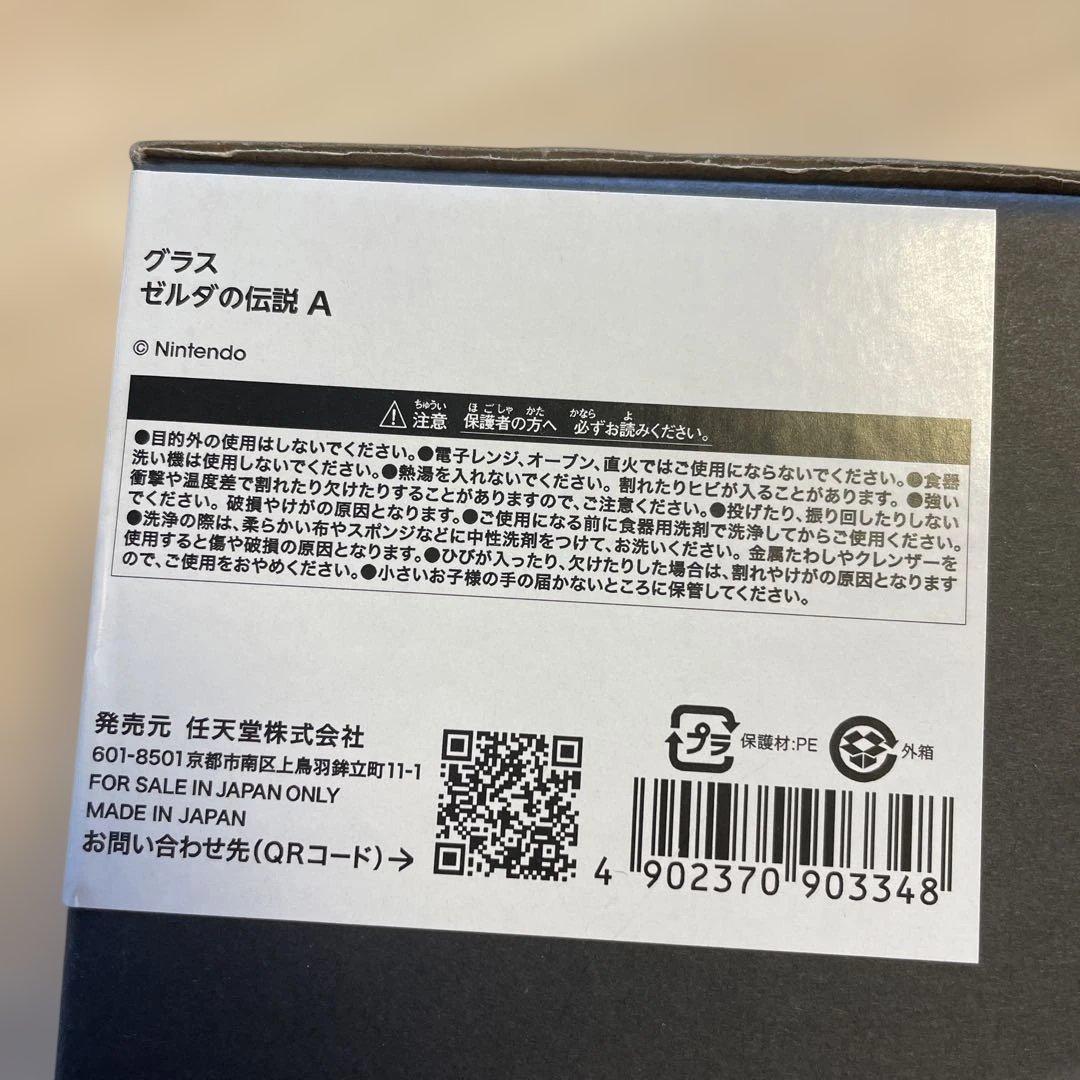 グラス
ゼルダの伝説 A
© Nintendo
⚠注意 保護者の方へ 必ずお読みください。
ちゅうい ほごしゃ かた かなら よ
●目的外の使用はしないでください。●電子レンジ、オーブン、直火ではご使用にならないでください。●食器
洗い機は使用しないでください。●熱湯を入れないでください。割れたりヒビが入ることがあります。●強い
衝撃や温度差で割れたり欠けたりすることがありますので、ご注意ください。●投げたり、振り回したりしない
でください。破損やけがの原因となります。●ご使用になる前に食器用洗剤で洗浄してからご使用ください。
●洗浄の際は、柔らかい布やスポンジなどに中性洗剤をつけて、お洗いください。金属たわしやクレンザーを
使用すると傷や破損の原因となります。●ひびが入ったり、欠けたりした場合は、割れやけがの原因となります
ので、ご使用をおやめください。●小さいお子様の手の届かないところに保管してください。
発売元 任天堂株式会社
601-8501京都市南区上鳥羽鉾立町11-1
FOR SALE IN JAPAN ONLY
MADE IN JAPAN
お問い合わせ先(QRコード)→
プラ 保護材:PE 外箱
4 902370 903348